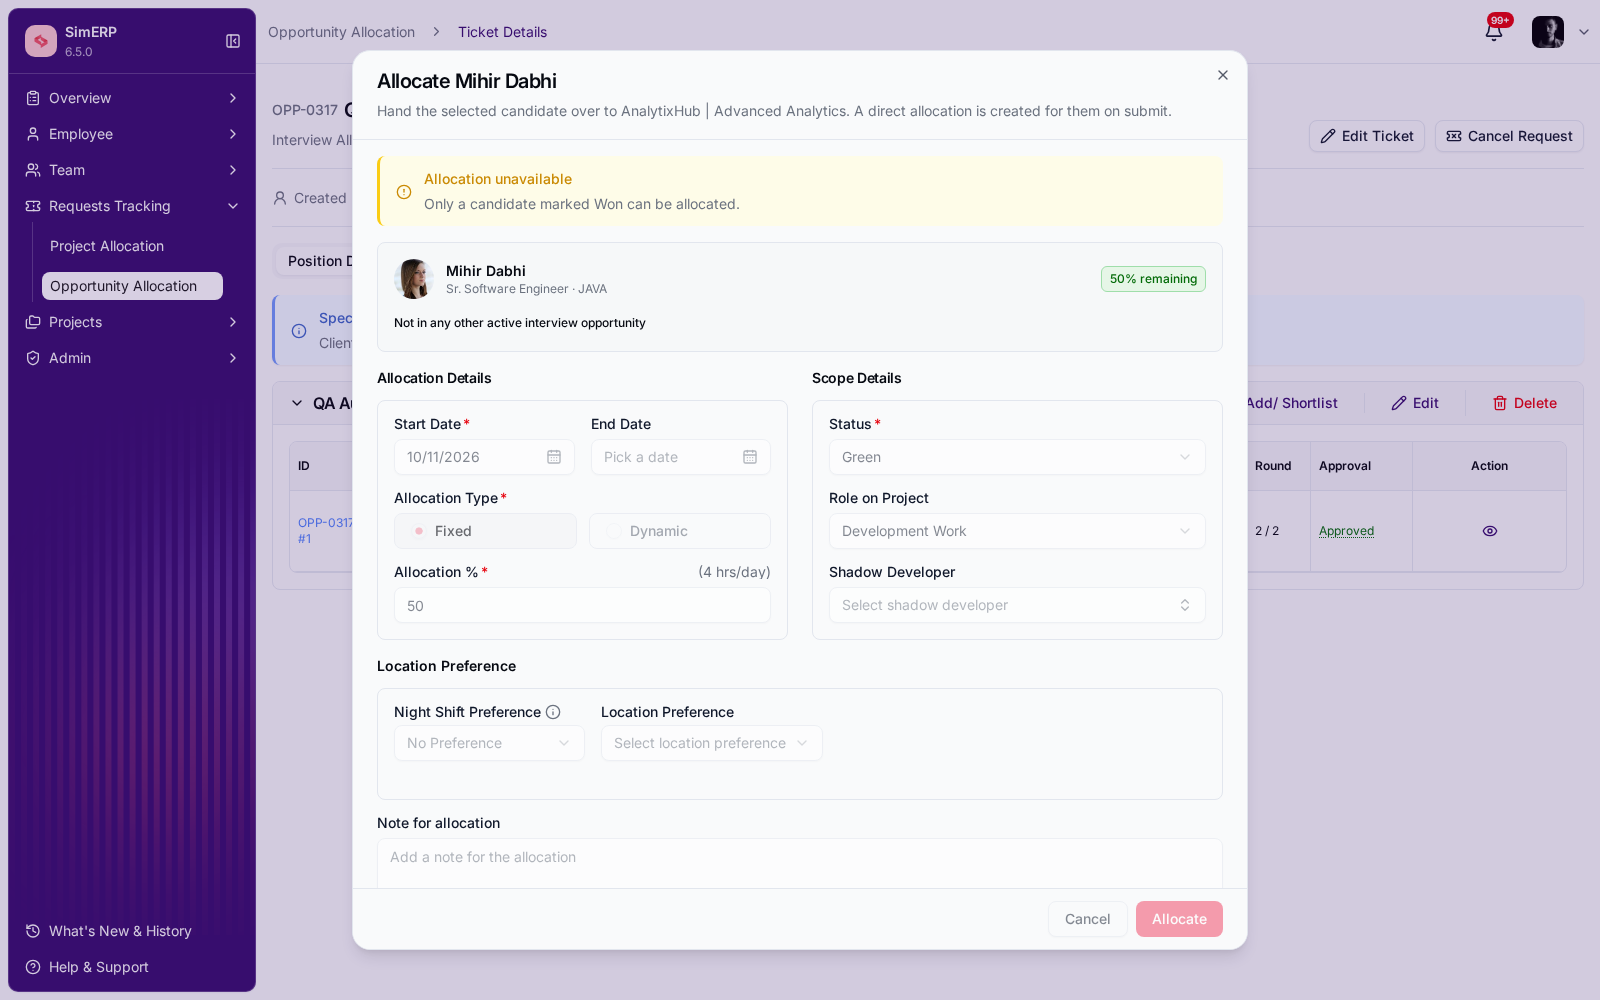 SimERP
6.5.0
Overview
Employee
Team
Requests Tracking
Project Allocation
Opportunity Allocation
Projects
Admin
What's New & History
Help & Support
Opportunity Allocation
Ticket Details
99+
OPP-0317
Edit Ticket
Cancel Request
Created
Allocate Mihir Dabhi
Hand the selected candidate over to AnalytixHub | Advanced Analytics. A direct allocation is created for them on submit.
Allocation unavailable
Only a candidate marked Won can be allocated.
Mihir Dabhi
Sr. Software Engineer · JAVA
50% remaining
Not in any other active interview opportunity
Allocation Details
Start Date *
End Date
10/11/2026
Pick a date
Allocation Type *
Fixed
Dynamic
Allocation % *
(4 hrs/day)
50
Scope Details
Status *
Green
Role on Project
Development Work
Shadow Developer
Select shadow developer
Location Preference
Night Shift Preference
Location Preference
No Preference
Select location preference
Note for allocation
Add a note for the allocation
Cancel
Allocate
Interview
Position
QA
Add/ Shortlist
Edit
Delete
ID
Round
Approval
Action
OPP-0317
#1
2 / 2
Approved